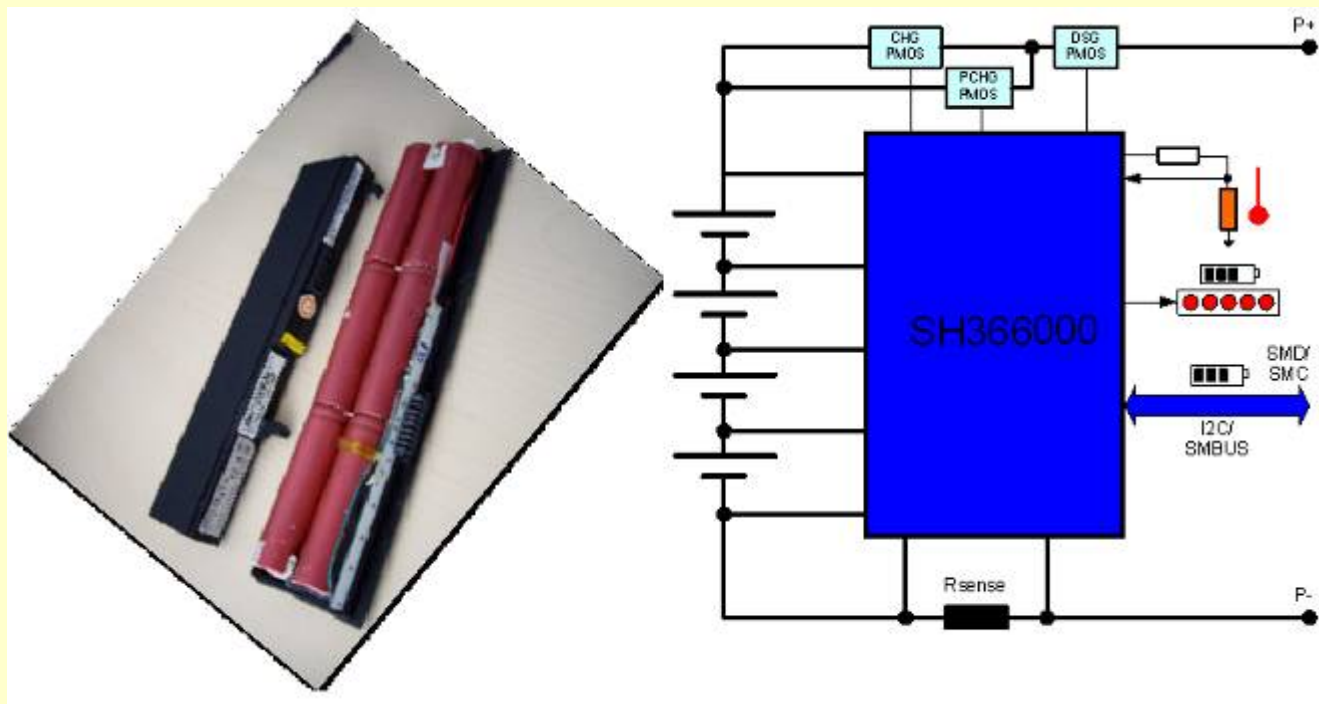 CHG
PMOS
DSG
PMOS
P+
PCHG
PMOS
SH366000
SMD/
SMC
I2C/
SMBUS
Rsense
P-